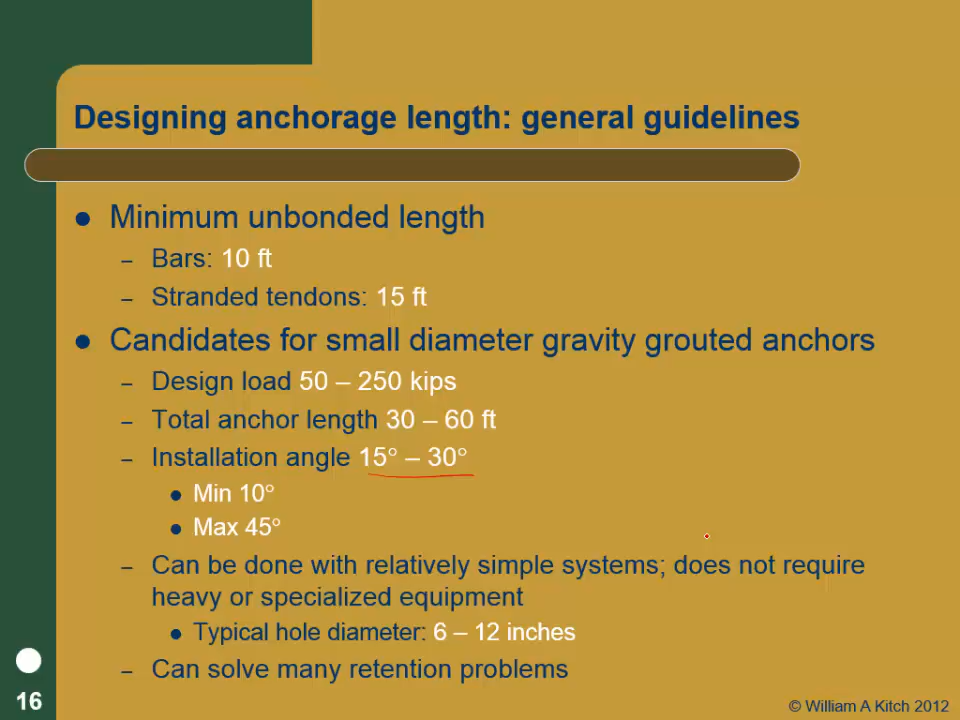 Designing anchorage length: general guidelines
● Minimum unbonded length
– Bars: 10 ft
– Stranded tendons: 15 ft
● Candidates for small diameter gravity grouted anchors
– Design load 50 – 250 kips
– Total anchor length 30 – 60 ft
– Installation angle 15° – 30°
● Min 10°
● Max 45°
– Can be done with relatively simple systems; does not require
heavy or specialized equipment
● Typical hole diameter: 6 – 12 inches
– Can solve many retention problems
16
© William A Kitch 2012